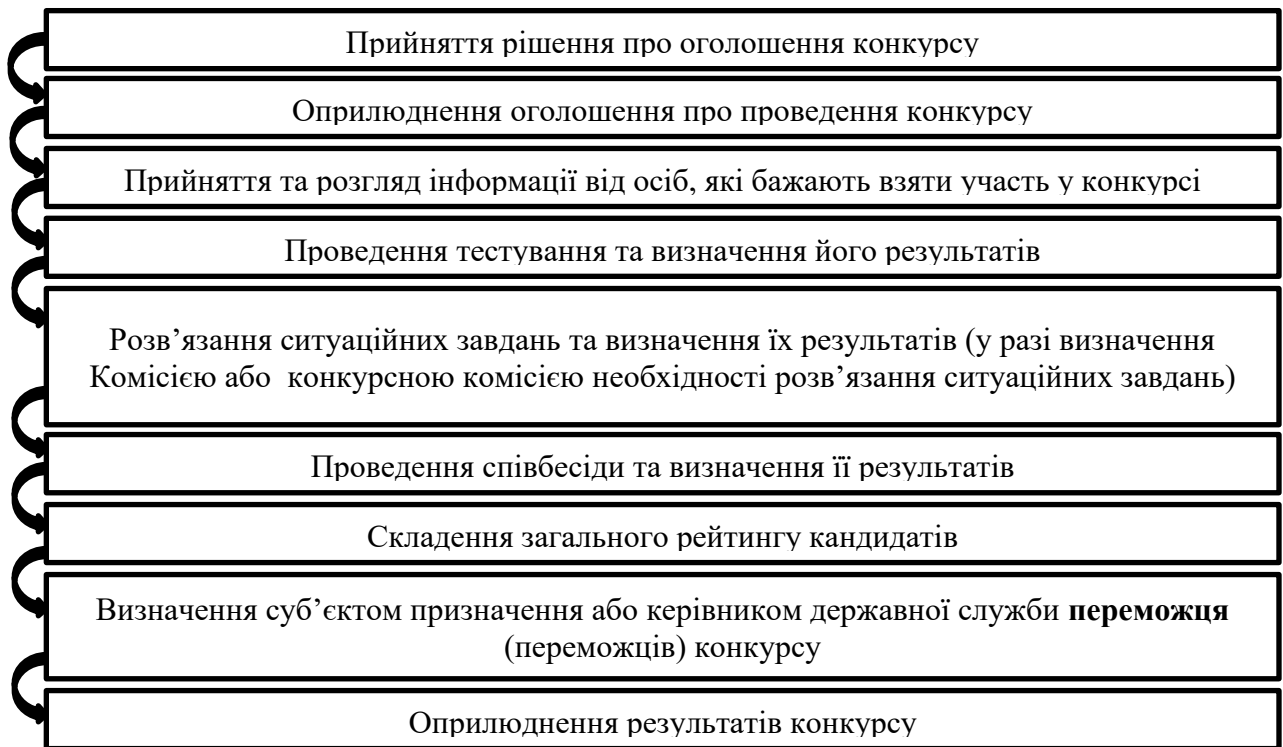 Прийняття рішення про оголошення конкурсу
Оприлюднення оголошення про проведення конкурсу
Прийняття та розгляд інформації від осіб, які бажають взяти участь у конкурсі
Проведення тестування та визначення його результатів
Розв’язання ситуаційних завдань та визначення їх результатів (у разі визначення
Комісією або конкурсною комісією необхідності розв’язання ситуаційних завдань)
Проведення співбесіди та визначення її результатів
Складення загального рейтингу кандидатів
Визначення суб’єктом призначення або керівником державної служби переможця
(переможців) конкурсу
Оприлюднення результатів конкурсу